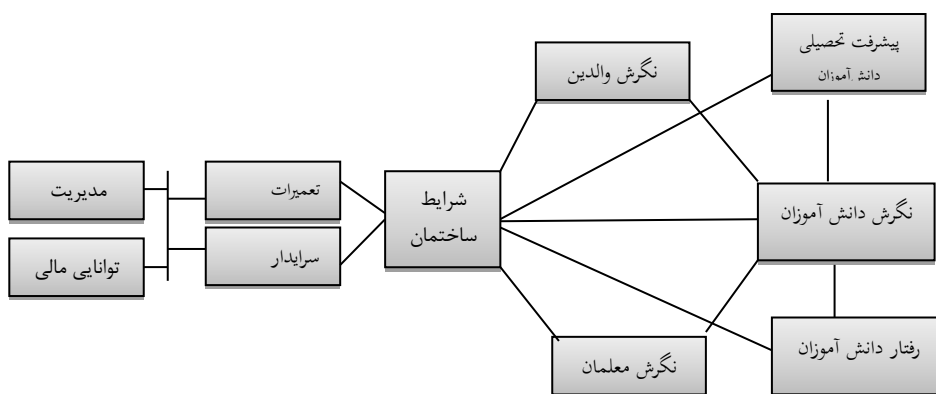 پیشرفت تحصیلی
دانش آموزان
نگرش والدین
مدیریت
تعمیرات
شرایط
ساختمان
نگرش دانش آموزان
توانایی مالی
سرایدار
نگرش معلمان
رفتار دانش آموزان